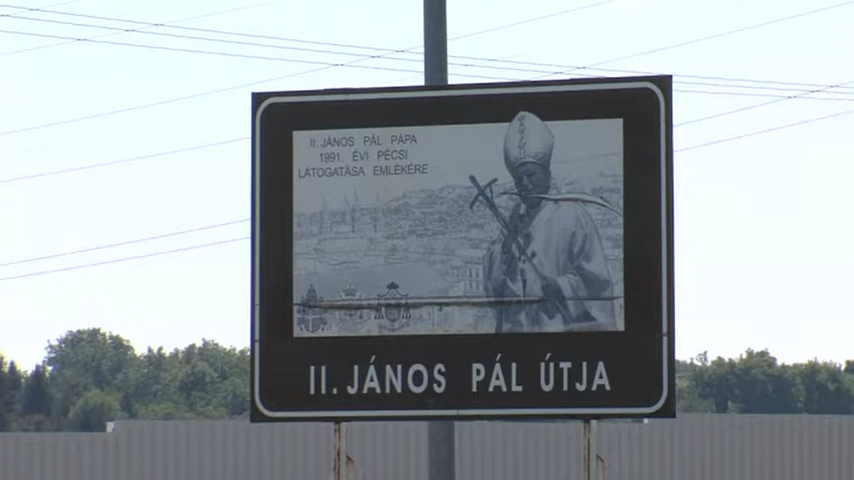 II. JÁNOS PÁL PÁPA
1991. ÉVI PÉCSI
LÁTOGATÁSA EMLÉKÉRE
II. JÁNOS PÁL ÚTJA